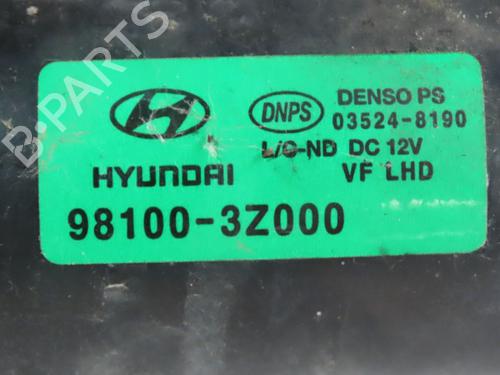 B-PARTS
DNPS
DENSO PS
03524-8190
L/C-ND DC 12V
HYUNDAI
VF LHD
98100-3Z000